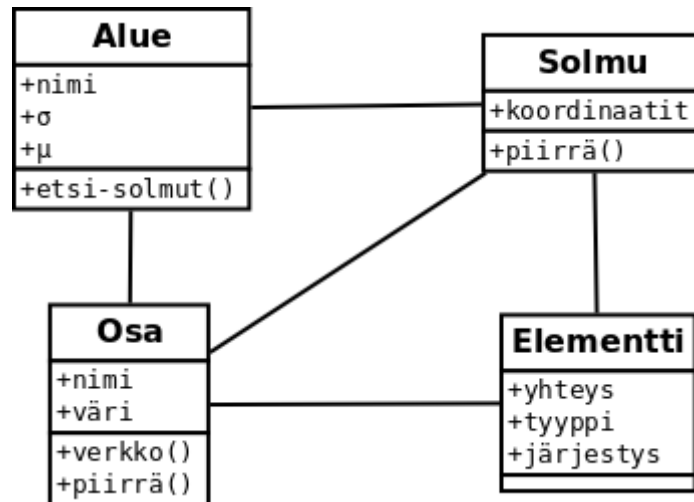 Alue
+nimi
+σ
+μ
+etsi-solmut()
Solmu
+koordinaatit
+piirrä()
Osa
+nimi
+väri
+verkko()
+piirrä()
Elementti
+yhteys
+tyyppi
+järjestys